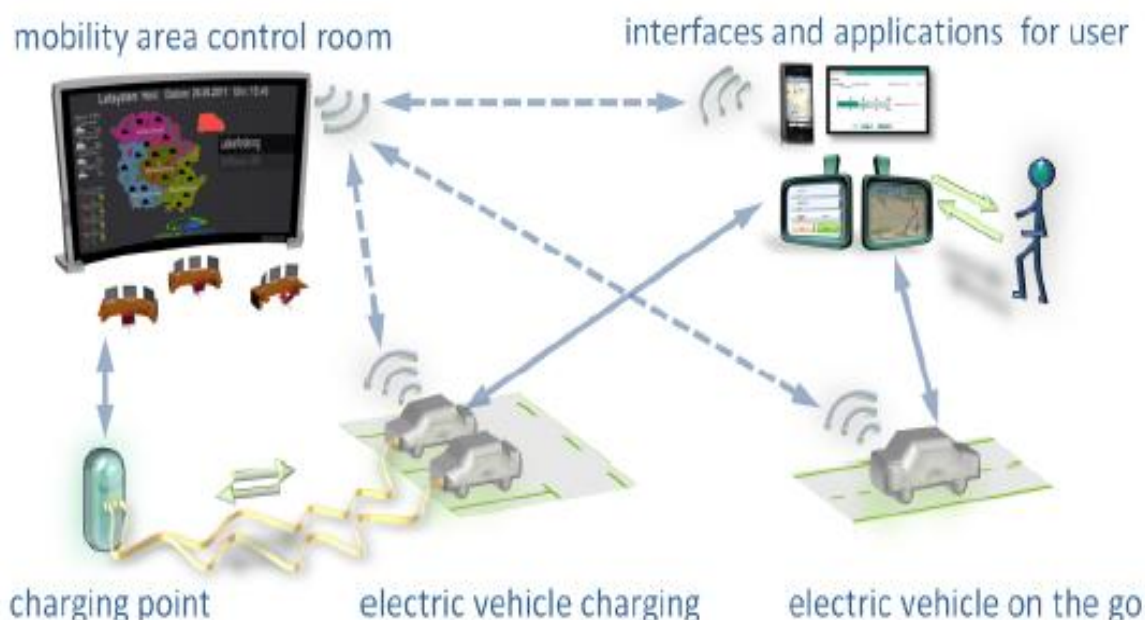 mobility area control room
interfaces and applications for user
charging point
electric vehicle charging
electric vehicle on the go